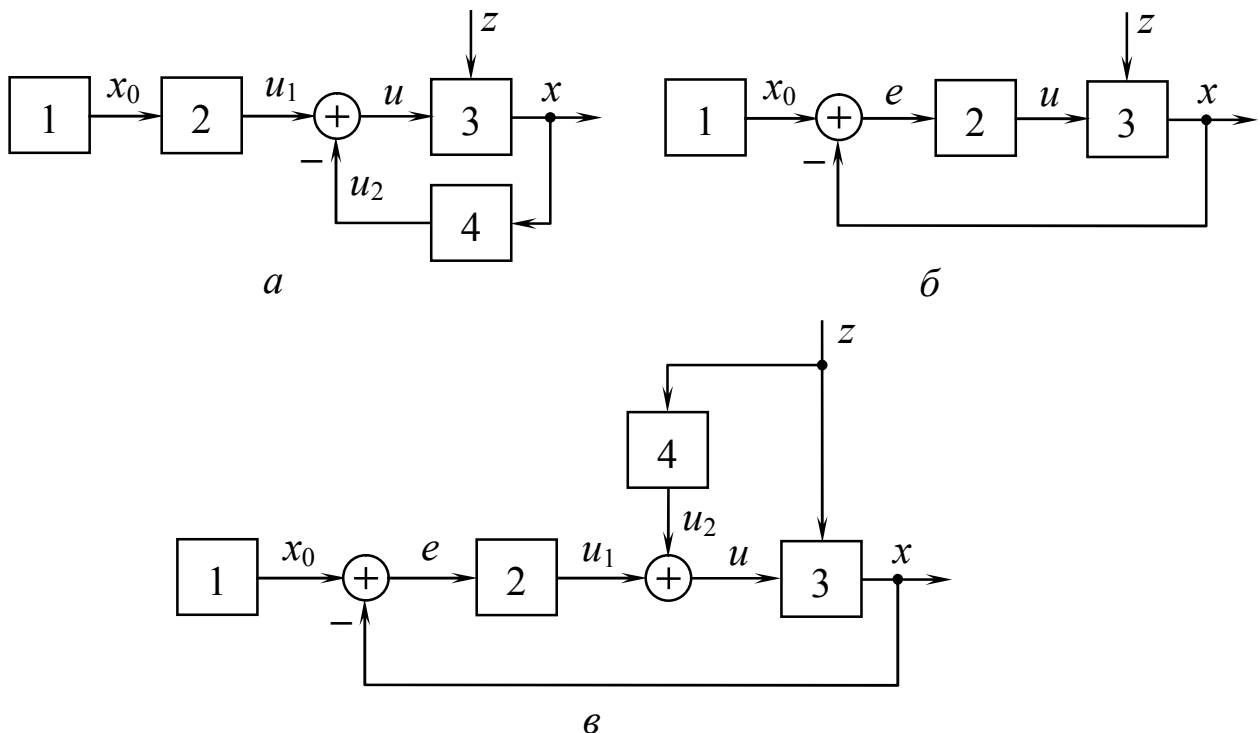 z
z
1 x₀ 2 u₁ + u 3 x
1 x₀ + e 2 u 3 x
− u₂ 4
−
а
б
z
4
u₂
1 x₀ + e 2 u₁ + u 3 x
−
в